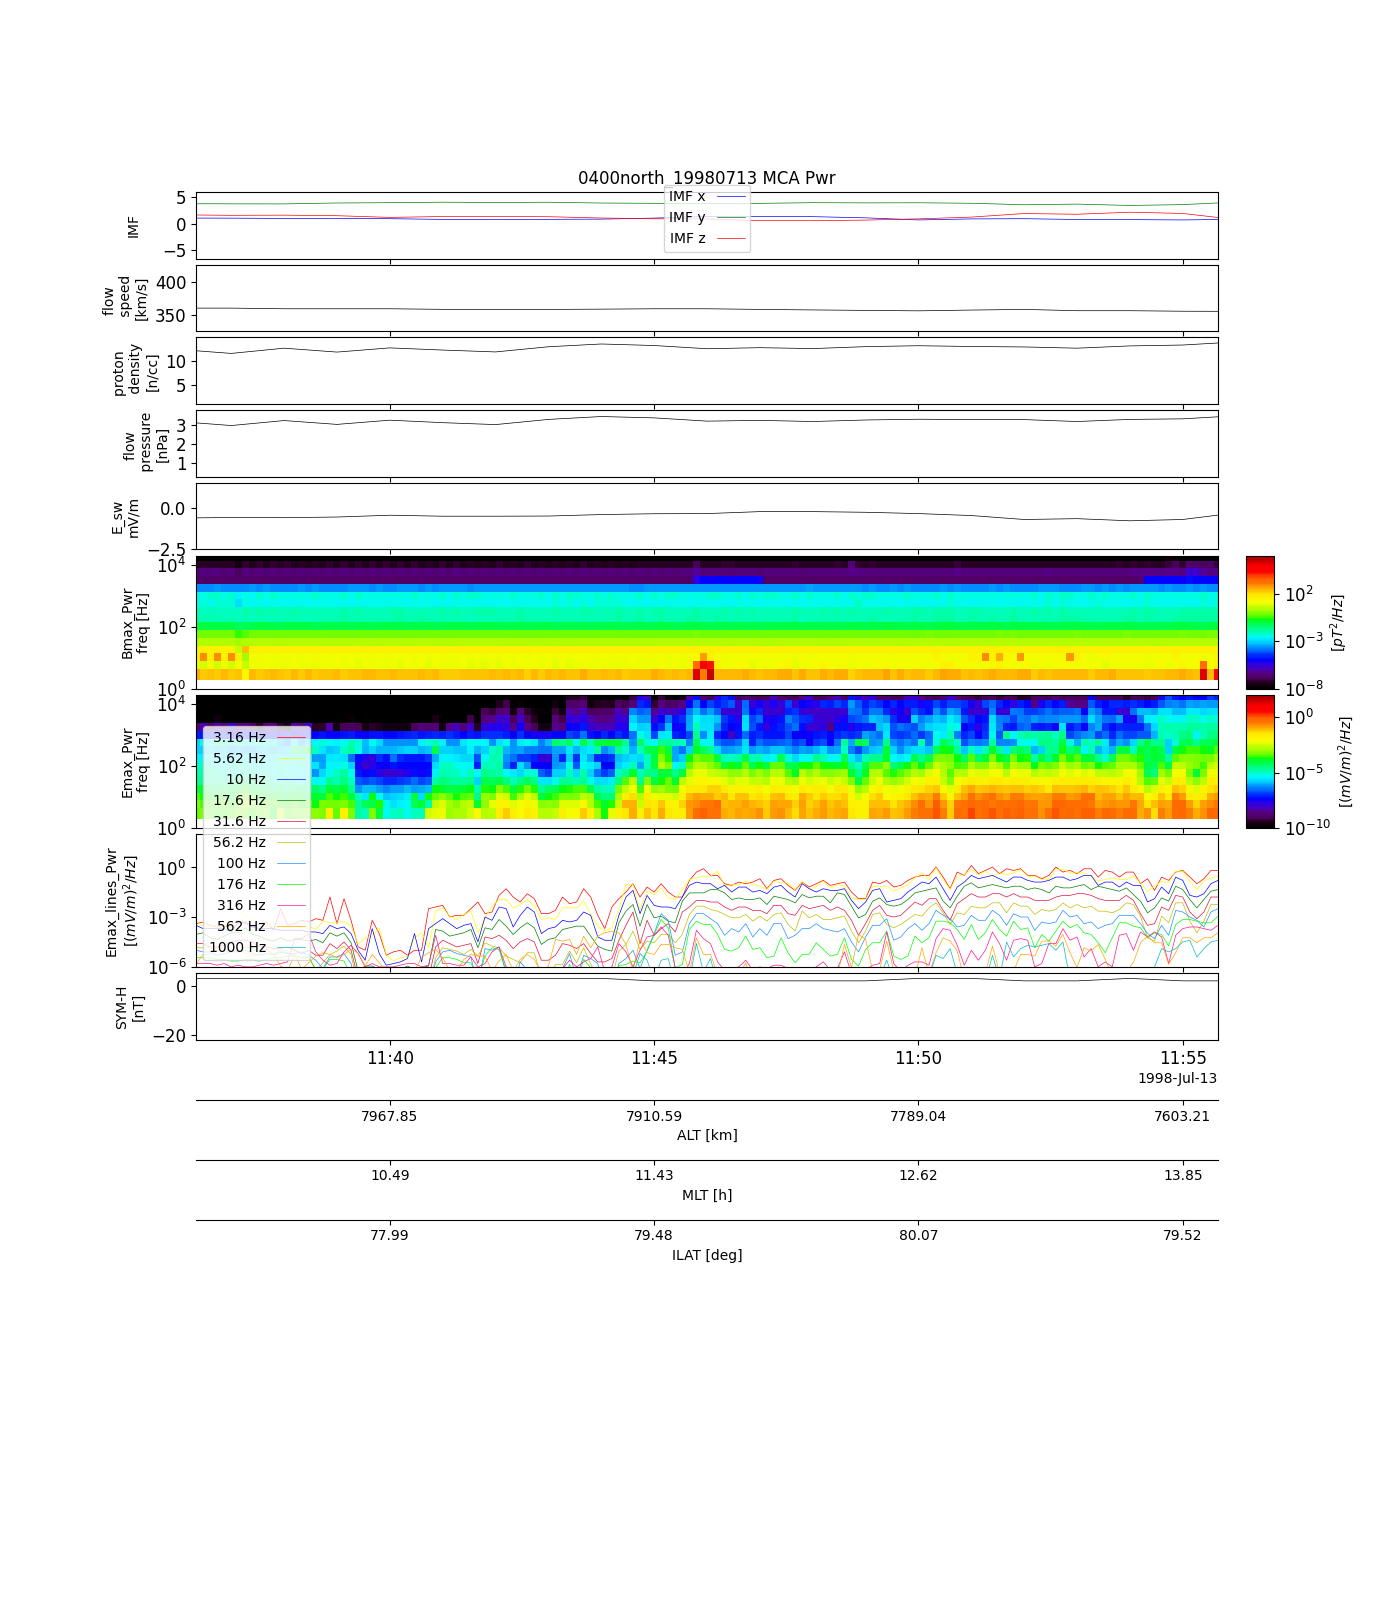 0400north_19980713 MCA Pwr
5
0
−5
IMF
IMF x
IMF y
IMF z
400
350
flow
speed
[km/s]
10
5
proton
density
[n/cc]
3
2
1
flow
pressure
[nPa]
0.0
−2.5
E_sw
mV/m
10^4
10^2
10^0
Bmax_Pwr
freq [Hz]
10^2
10^−3
10^−8
[pT^2/Hz]
10^4
10^2
10^0
Emax_Pwr
freq [Hz]
10^0
10^−5
10^−10
[(mV/m)^2/Hz]
3.16 Hz
5.62 Hz
10 Hz
17.6 Hz
31.6 Hz
56.2 Hz
100 Hz
176 Hz
316 Hz
562 Hz
1000 Hz
10^0
10^−3
10^−6
Emax_lines_Pwr
[(mV/m)^2/Hz]
0
−20
SYM-H
[nT]
11:40 11:45 11:50 11:55
1998-Jul-13
7967.85 7910.59 7789.04 7603.21
ALT [km]
10.49 11.43 12.62 13.85
MLT [h]
77.99 79.48 80.07 79.52
ILAT [deg]